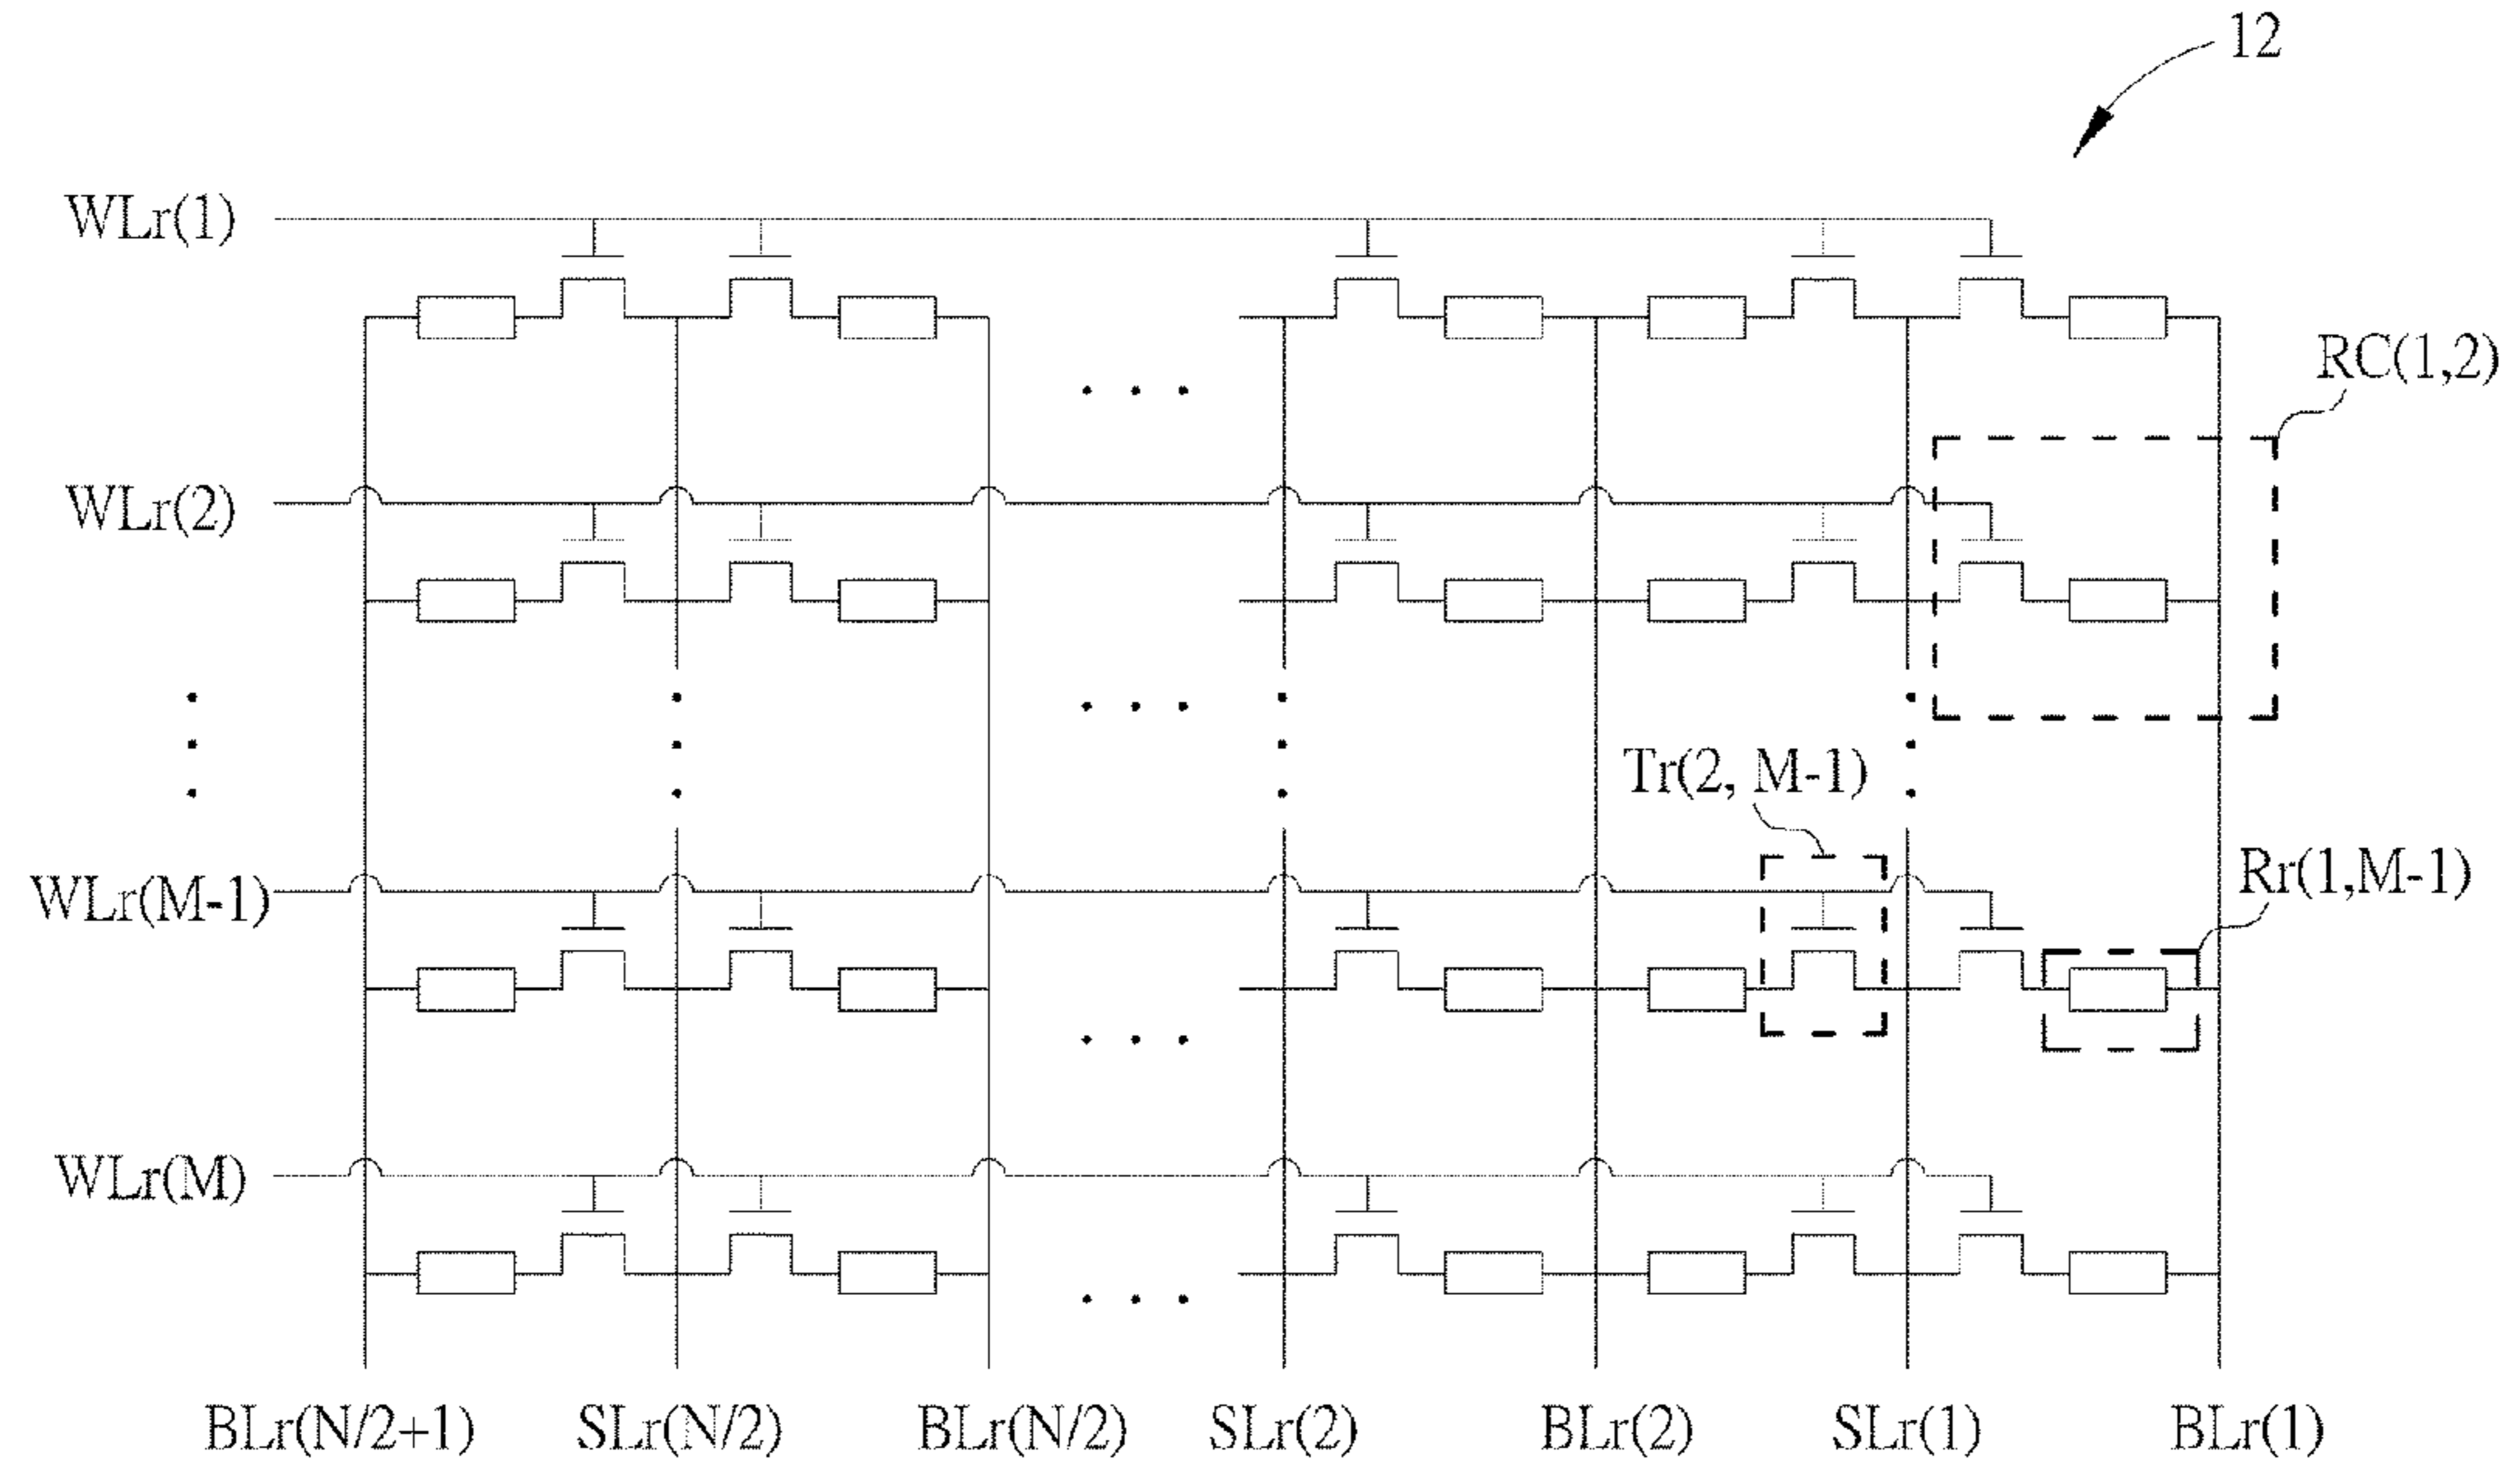 12
WLr(1)
RC(1,2)
WLr(2)
Tr(2, M-1)
Rr(1,M-1)
WLr(M-1)
WLr(M)
BLr(N/2+1) SLr(N/2) BLr(N/2) SLr(2) BLr(2) SLr(1) BLr(1)